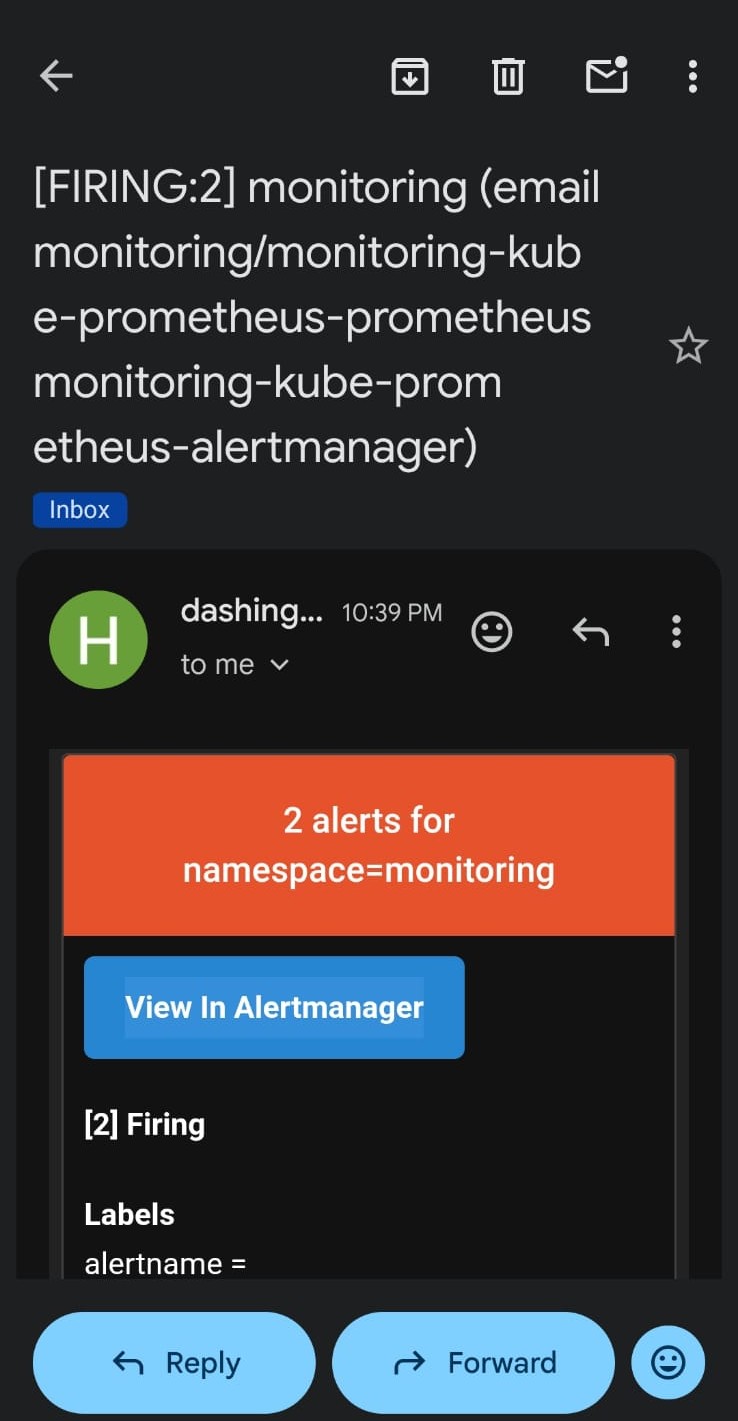 [FIRING:2] monitoring (email
monitoring/monitoring-kub
e-prometheus-prometheus
monitoring-kube-prom
etheus-alertmanager)
Inbox
H
dashing... 10:39 PM
to me
2 alerts for
namespace=monitoring
View In Alertmanager
[2] Firing
Labels
alertname =
Reply
Forward